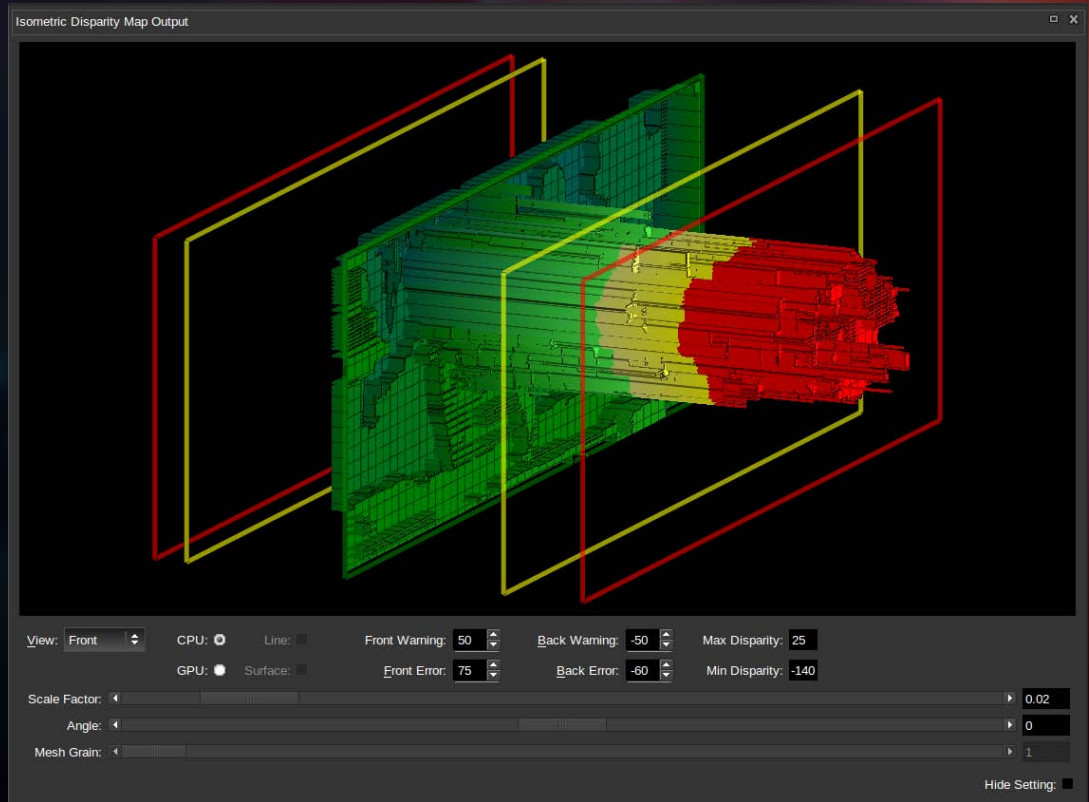 Isometric Disparity Map Output
View: Front CPU: Line: Front Warning: 50 Back Warning: -50 Max Disparity: 25
GPU: Surface: Front Error: 75 Back Error: -60 Min Disparity: -140
Scale Factor: 0.02
Angle: 0
Mesh Grain: 1
Hide Setting: